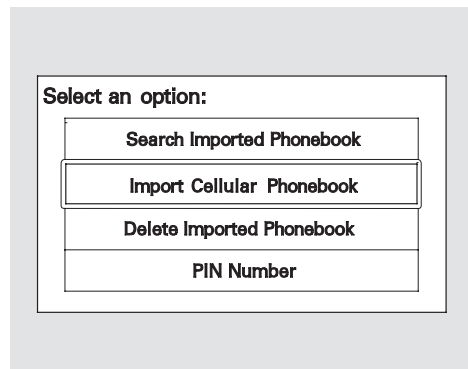 Select an option:
Search Imported Phonebook
Import Cellular Phonebook
Delete Imported Phonebook
PIN Number